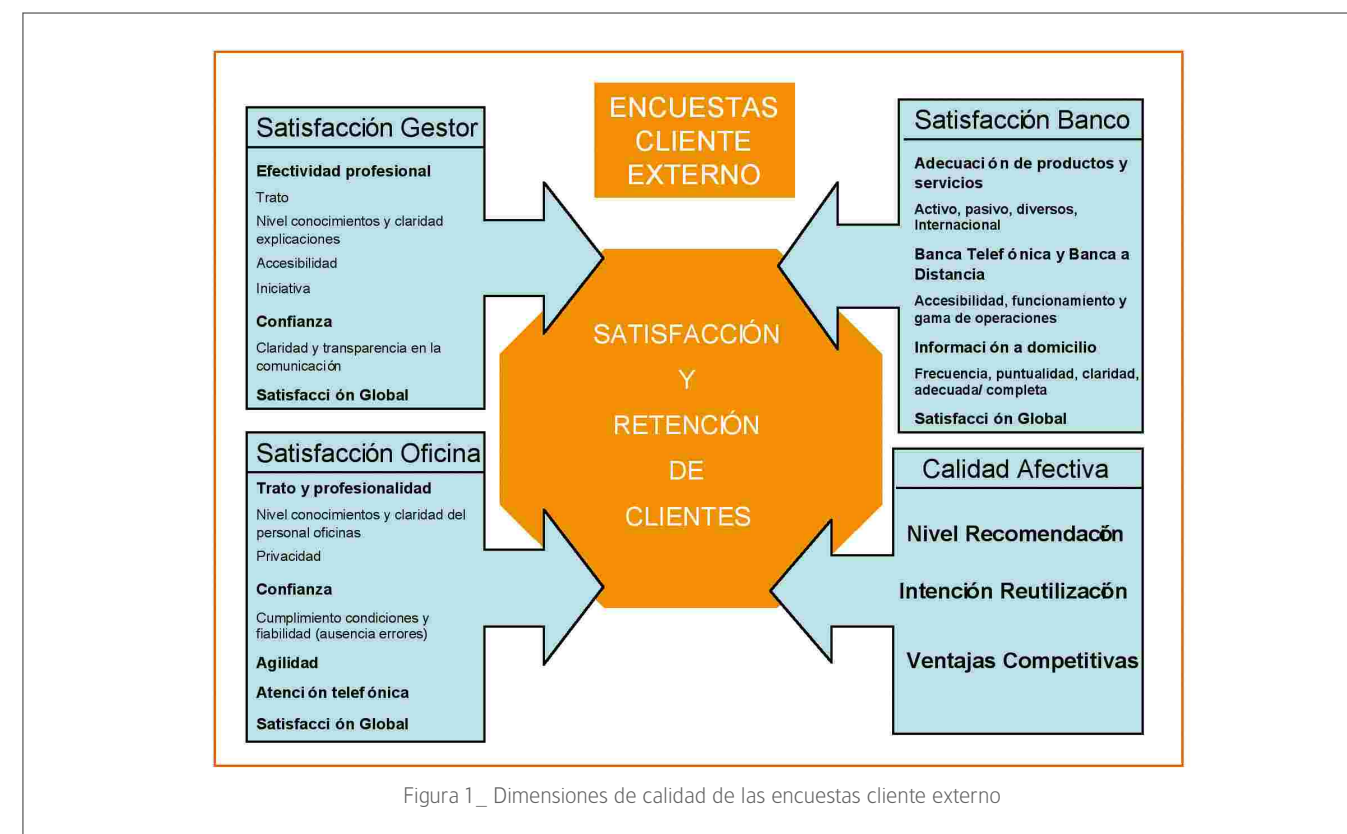 ENCUESTAS
CLIENTE
EXTERNO
Satisfacción Gestor
Efectividad profesional
Trato
Nivel conocimientos y claridad
explicaciones
Accesibilidad
Iniciativa
Confianza
Claridad y transparencia en la
comunicación
Satisfacci ón Global
Satisfacción Oficina
Trato y profesionalidad
Nivel conocimientos y claridad del
personal oficinas
Privacidad
Confianza
Cumplimiento condiciones y
fiabilidad (ausencia errores)
Agilidad
Atenci ón telef ónica
Satisfacci ón Global
SATISFACCIÓN
Y
RETENCIÓN
DE
CLIENTES
Satisfacción Banco
Adecuaci ón de productos y
servicios
Activo, pasivo, diversos,
Internacional
Banca Telef ónica y Banca a
Distancia
Accesibilidad, funcionamiento y
gama de operaciones
Informaci ón a domicilio
Frecuencia, puntualidad, claridad,
adecuada/ completa
Satisfacci ón Global
Calidad Afectiva
Nivel Recomendación
Intención Reutilización
Ventajas Competitivas
Figura 1_ Dimensiones de calidad de las encuestas cliente externo